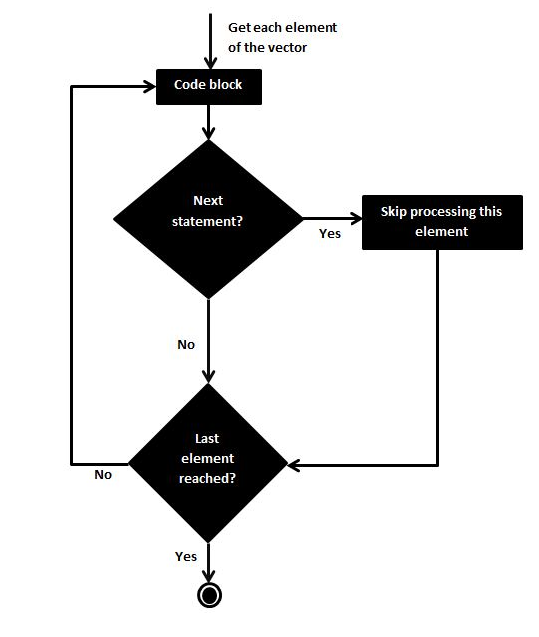 Get each element
of the vector
Code block
Next
statement?
Yes
Skip processing this
element
No
Last
element
reached?
No
Yes